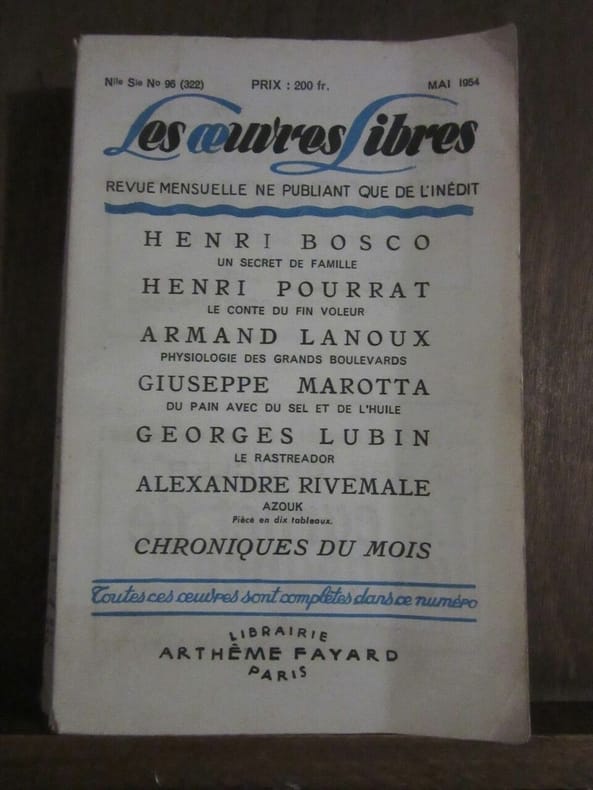 Nlle Sie No 96 (322) PRIX : 200 fr. MAI 1954
Les œuvres Libres
REVUE MENSUELLE NE PUBLIANT QUE DE L'INÉDIT
HENRI BOSCO
UN SECRET DE FAMILLE
HENRI POURRAT
LE CONTE DU FIN VOLEUR
ARMAND LANOUX
PHYSIOLOGIE DES GRANDS BOULEVARDS
GIUSEPPE MAROTTA
DU PAIN AVEC DU SEL ET DE L'HUILE
GEORGES LUBIN
LE RASTREADOR
ALEXANDRE RIVEMALE
AZOUK
Pièce en dix tableaux.
CHRONIQUES DU MOIS
Toutes ces œuvres sont complètes dans ce numéro
LIBRAIRIE
ARTHÈME FAYARD
PARIS